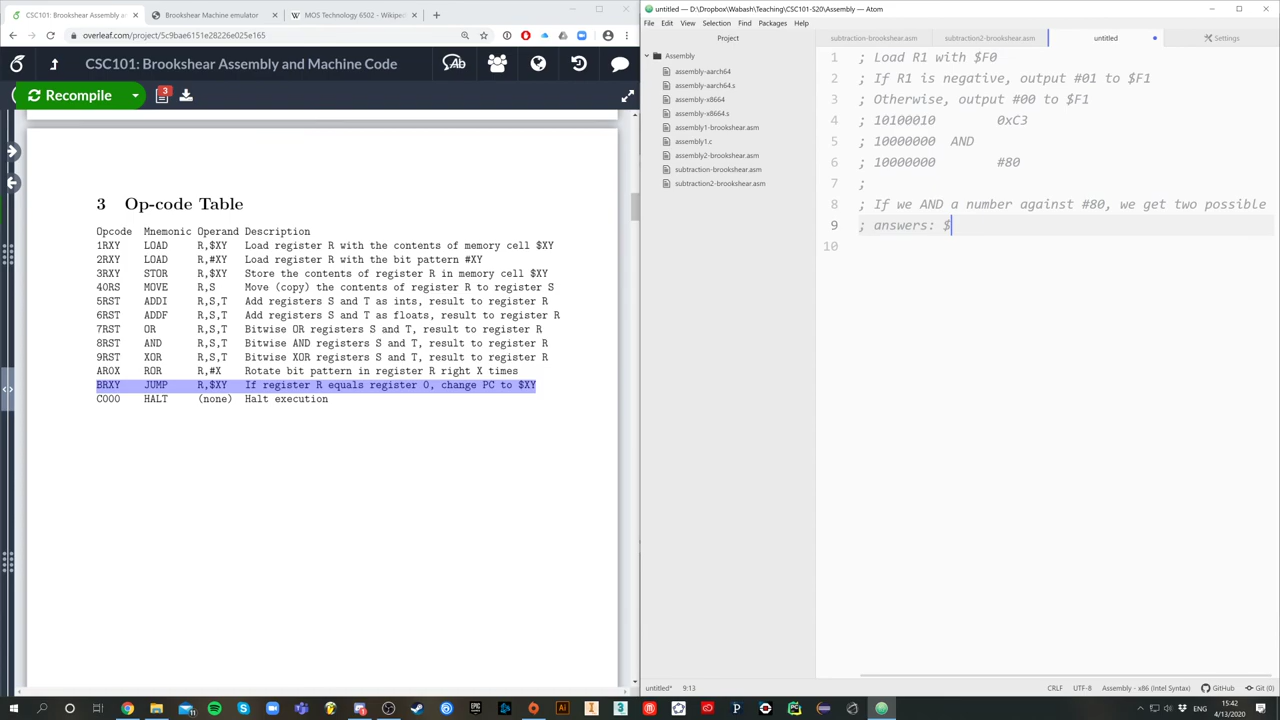 CSC101: Brookshear Assembly an
Brookshear Machine emulator
MOS Technology 6502 - Wikiped
overleaf.com/project/5c9bae6151e28226e025e165
CSC101: Brookshear Assembly and Machine Code
Recompile
3
3 Op-code Table
Opcode Mnemonic Operand Description
1RXY LOAD R,$XY Load register R with the contents of memory cell $XY
2RXY LOAD R,#XY Load register R with the bit pattern #XY
3RXY STOR R,$XY Store the contents of register R in memory cell $XY
40RS MOVE R,S Move (copy) the contents of register R to register S
5RST ADDI R,S,T Add registers S and T as ints, result to register R
6RST ADDF R,S,T Add registers S and T as floats, result to register R
7RST OR R,S,T Bitwise OR registers S and T, result to register R
8RST AND R,S,T Bitwise AND registers S and T, result to register R
9RST XOR R,S,T Bitwise XOR registers S and T, result to register R
AROX ROR R,#X Rotate bit pattern in register R right X times
BRXY JUMP R,$XY If register R equals register 0, change PC to $XY
C000 HALT (none) Halt execution
untitled — D:\Dropbox\Wabash\Teaching\CSC101-S20\Assembly — Atom
File Edit View Selection Find Packages Help
Project
subtraction-brookshear.asm
subtraction2-brookshear.asm
untitled
Settings
Assembly
assembly-aarch64
assembly-aarch64.s
assembly-x8664
assembly-x8664.s
assembly1-brookshear.asm
assembly1.c
assembly2-brookshear.asm
subtraction-brookshear.asm
subtraction2-brookshear.asm
1 ; Load R1 with $F0
2 ; If R1 is negative, output #01 to $F1
3 ; Otherwise, output #00 to $F1
4 ; 10100010 0xC3
5 ; 10000000 AND
6 ; 10000000 #80
7 ;
8 ; If we AND a number against #80, we get two possible
9 ; answers: $
10
untitled* 9:13
CRLF UTF-8 Assembly - x86 (Intel Syntax) GitHub Git (0)
ENG
15:42
4/13/2020